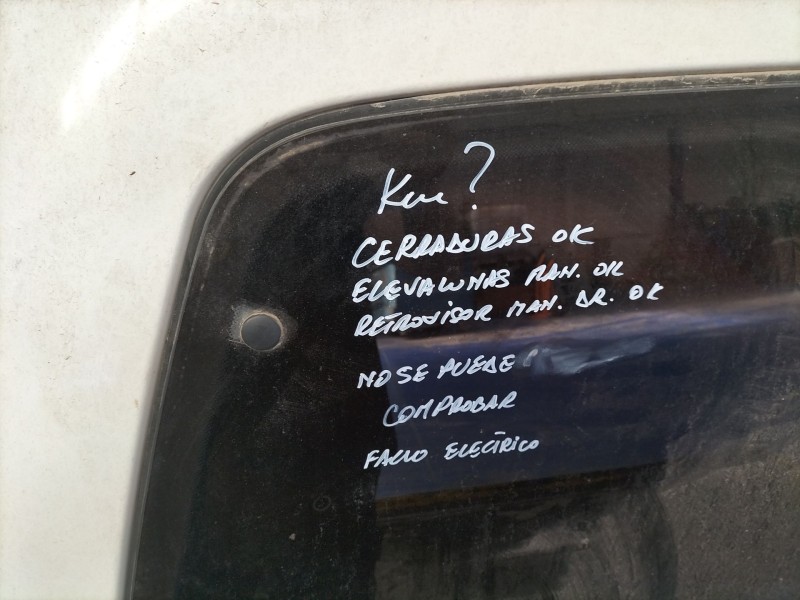 Km?
CERRADURAS OK
ELEVALUNAS MAN. OK
RETROVISOR MAN. DR. OK
NO SE PUEDE
COMPROBAR
FALLO ELECTRICO